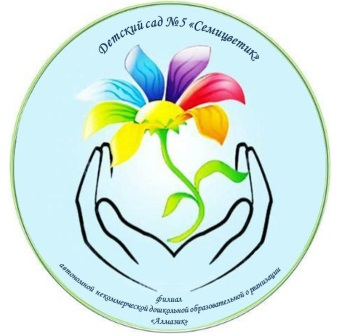 Детский сад №5 «Семицветик»
филиал
автономной некоммерческой дошкольной образовательной организации
«Алмазик»